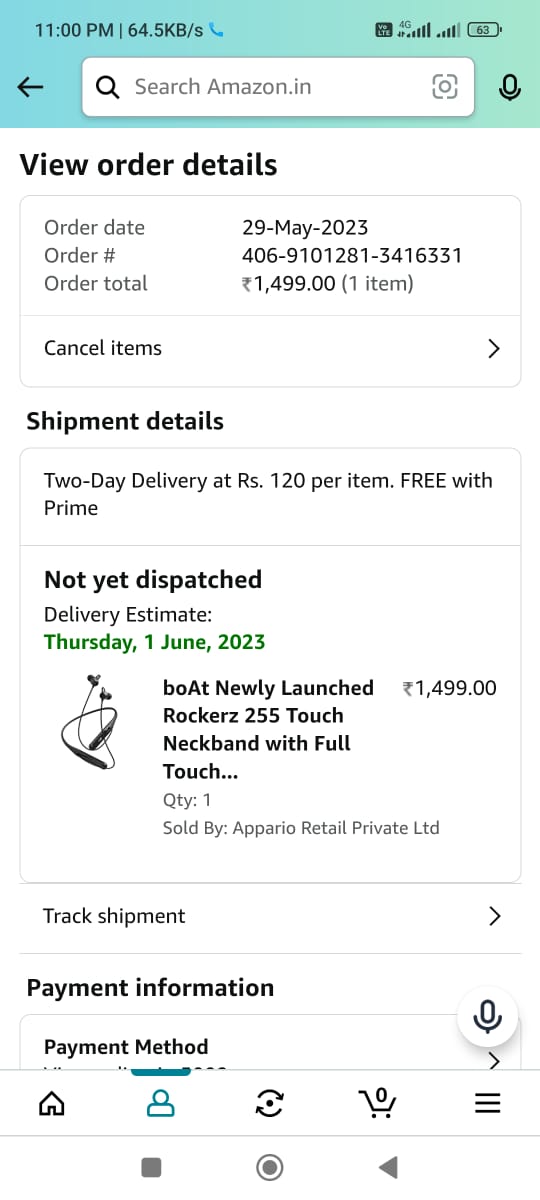 11:00 PM | 64.5KB/s
Vo LTE 4G 63
Search Amazon.in
View order details
Order date 29-May-2023
Order # 406-9101281-3416331
Order total ₹1,499.00 (1 item)
Cancel items
Shipment details
Two-Day Delivery at Rs. 120 per item. FREE with
Prime
Not yet dispatched
Delivery Estimate:
Thursday, 1 June, 2023
boAt Newly Launched ₹1,499.00
Rockerz 255 Touch
Neckband with Full
Touch...
Qty: 1
Sold By: Appario Retail Private Ltd
Track shipment
Payment information
Payment Method
0